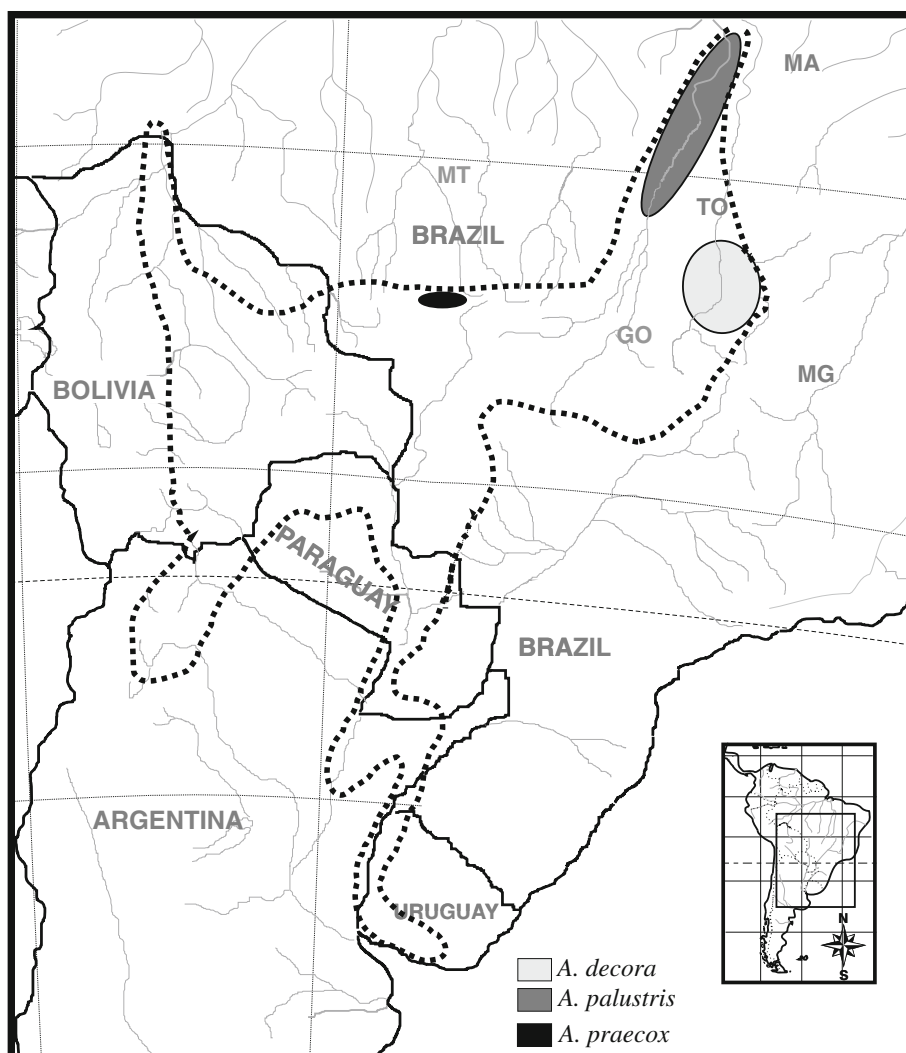 MA
MT
TO
BRAZIL
GO
MG
BOLIVIA
PARAGUAY
BRAZIL
ARGENTINA
URUGUAY
N
S
A. decora
A. palustris
A. praecox